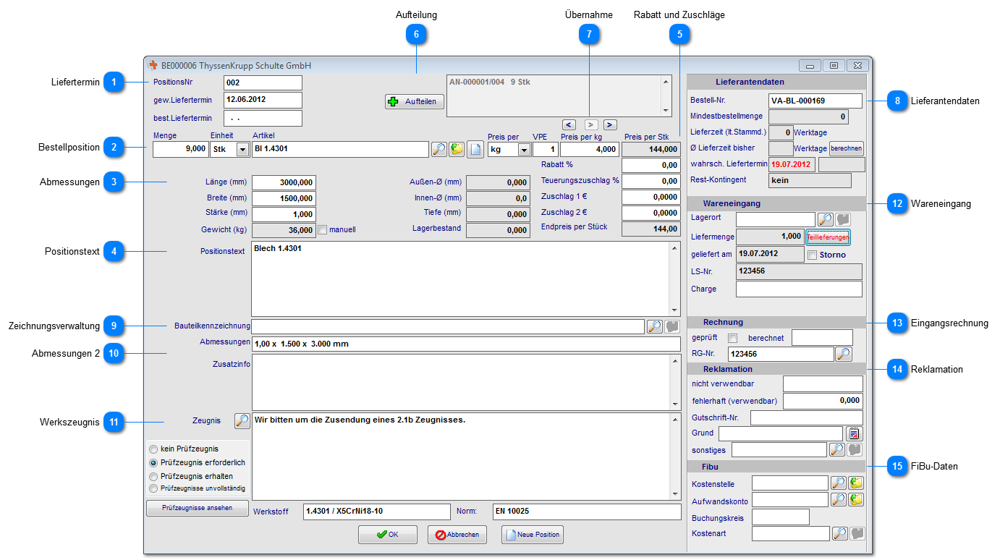 Aufteilung Übernahme Rabatt und Zuschläge
6 7 5
BE000006 ThyssenKrupp Schulte GmbH
Liefertermin 1
PositionsNr 002
gew.Liefertermin 12.06.2012
best.Liefertermin . .
Aufteilen
AN-000001/004 9 Stk
< > >
Bestellposition 2
Menge Einheit Artikel Preis per VPE Preis per kg Preis per Stk
9,000 Stk Bl 1.4301 kg 1 4,000 144,000
Rabatt % 0,00
Teuerungszuschlag % 0,00
Zuschlag 1 € 0,0000
Zuschlag 2 € 0,0000
Endpreis per Stück 144,00
Abmessungen 3
Länge (mm) 3000,000 Außen-Ø (mm) 0,000
Breite (mm) 1500,000 Innen-Ø (mm) 0,0
Stärke (mm) 1,000 Tiefe (mm) 0,000
Gewicht (kg) 36,000 manuell Lagerbestand 0,000
Positionstext 4
Positionstext Blech 1.4301
Zeichnungsverwaltung 9
Bauteilkennzeichnung
Abmessungen 2 10
Abmessungen 1,00 x 1.500 x 3.000 mm
Zusatzinfo
Werkszeugnis 11
Zeugnis Wir bitten um die Zusendung eines 2.1b Zeugnisses.
kein Prüfzeugnis
Prüfzeugnis erforderlich
Prüfzeugnis erhalten
Prüfzeugnisse unvollständig
Prüfzeugnisse ansehen
Werkstoff 1.4301 / X5CrNi18-10 Norm: EN 10025
OK Abbrechen Neue Position
Lieferantendaten
8 Lieferantendaten
Bestell-Nr. VA-BL-000169
Mindestbestellmenge 0
Lieferzeit (lt.Stammd.) 0 Werktage
Ø Lieferzeit bisher Werktage berechnen
wahrsch. Liefertermin 19.07.2012
Rest-Kontingent kein
Wareneingang
12 Wareneingang
Lagerort
Liefermenge 1,000 Teillieferungen
geliefert am 19.07.2012 Storno
LS-Nr. 123456
Charge
Rechnung
13 Eingangsrechnung
geprüft berechnet
RG-Nr. 123456
Reklamation
14 Reklamation
nicht verwendbar
fehlerhaft (verwendbar) 0,000
Gutschrift-Nr.
Grund
sonstiges
Fibu
15 FiBu-Daten
Kostenstelle
Aufwandskonto
Buchungskreis
Kostenart